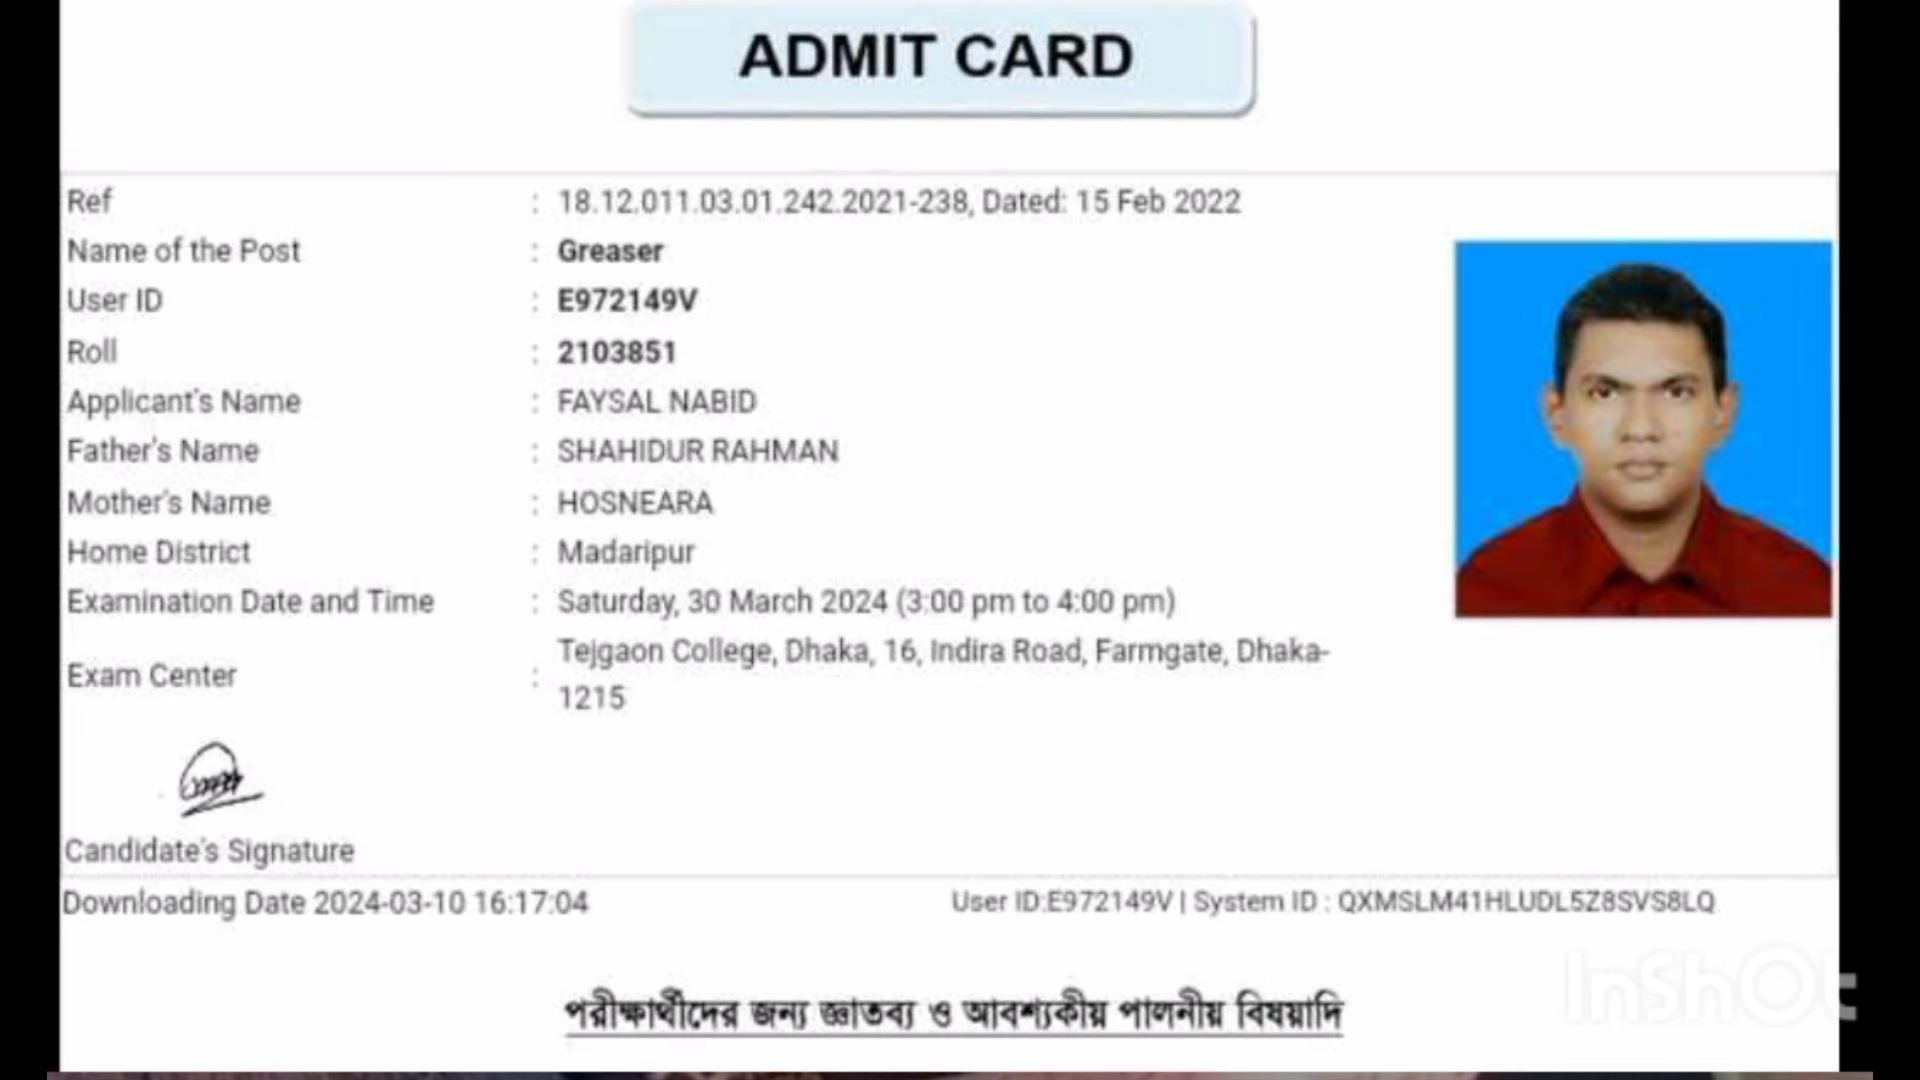 ADMIT CARD
Ref : 18.12.011.03.01.242.2021-238, Dated: 15 Feb 2022
Name of the Post : Greaser
User ID : E972149V
Roll : 2103851
Applicant's Name : FAYSAL NABID
Father's Name : SHAHIDUR RAHMAN
Mother's Name : HOSNEARA
Home District : Madaripur
Examination Date and Time : Saturday, 30 March 2024 (3:00 pm to 4:00 pm)
Exam Center : Tejgaon College, Dhaka, 16, Indira Road, Farmgate, Dhaka-
1215
Candidate's Signature
Downloading Date 2024-03-10 16:17:04 User ID:E972149V | System ID : QXMSLM41HLUDL5Z8SVS8LQ
পরীক্ষার্থীদের জন্য জ্ঞাতব্য ও আবশ্যকীয় পালনীয় বিষয়াদি
InShOt